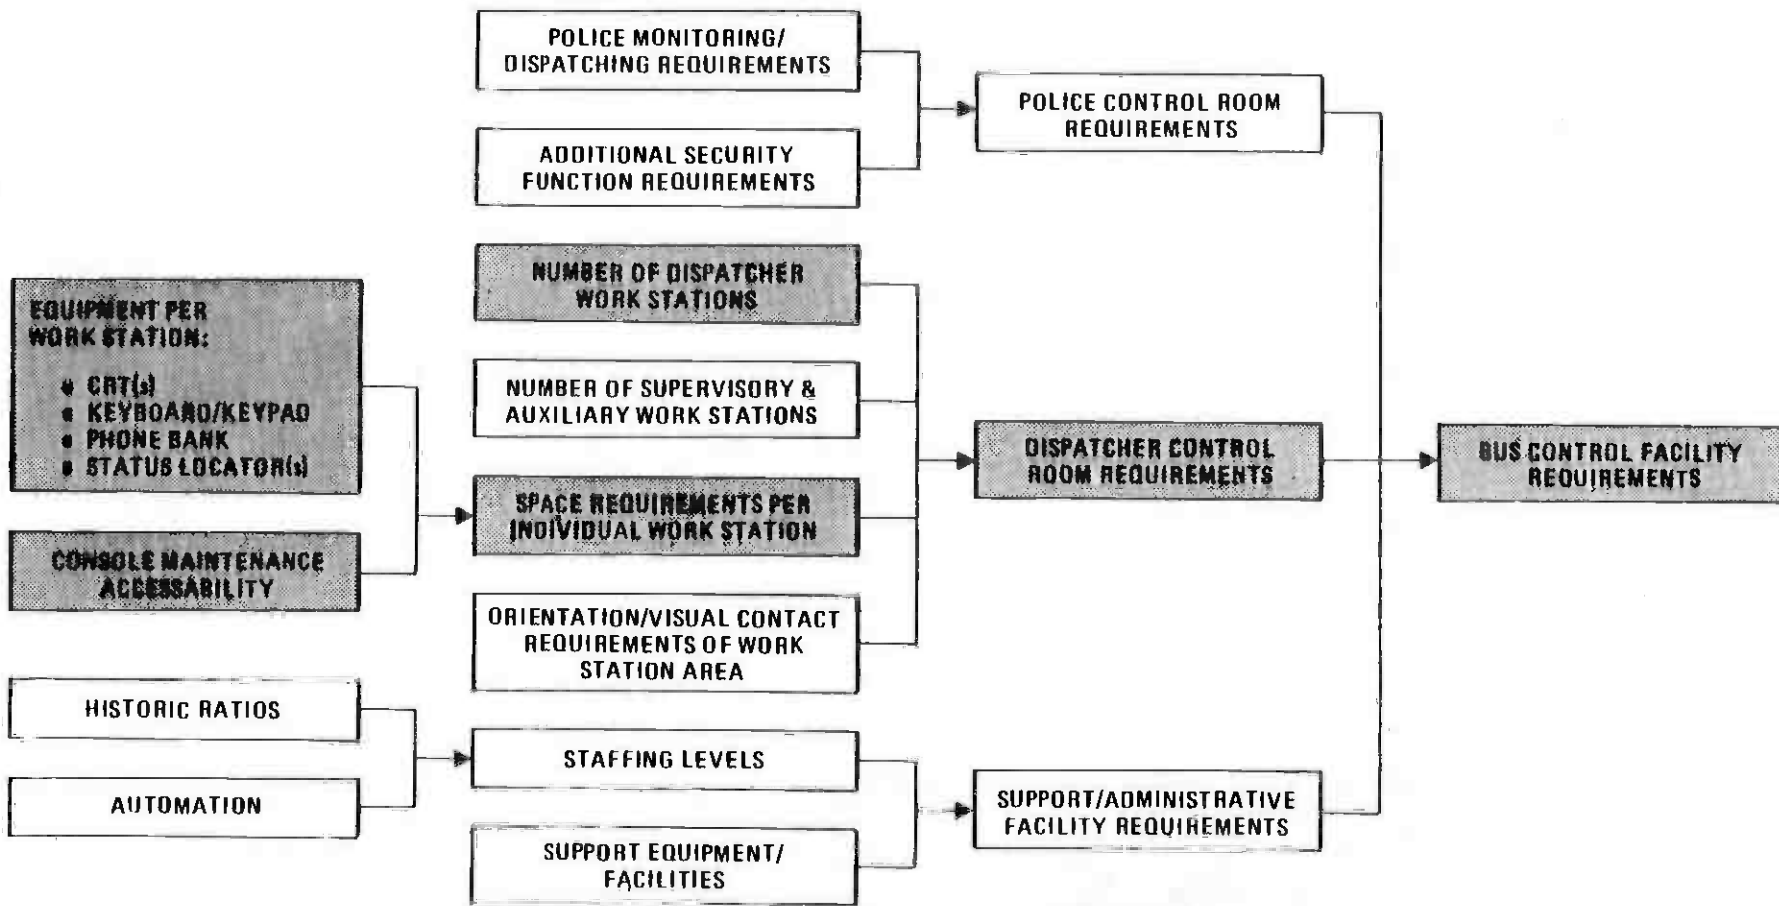 POLICE MONITORING/
DISPATCHING REQUIREMENTS
POLICE CONTROL ROOM
REQUIREMENTS
ADDITIONAL SECURITY
FUNCTION REQUIREMENTS
NUMBER OF DISPATCHER
WORK STATIONS
EQUIPMENT PER
WORK STATION:
• CRT(s)
• KEYBOARD/KEYPAD
• PHONE BANK
• STATUS LOCATOR(s)
NUMBER OF SUPERVISORY &
AUXILIARY WORK STATIONS
DISPATCHER CONTROL
ROOM REQUIREMENTS
BUS CONTROL FACILITY
REQUIREMENTS
SPACE REQUIREMENTS PER
INDIVIDUAL WORK STATION
CONSOLE MAINTENANCE
ACCESSABILITY
ORIENTATION/VISUAL CONTACT
REQUIREMENTS OF WORK
STATION AREA
HISTORIC RATIOS
STAFFING LEVELS
AUTOMATION
SUPPORT/ADMINISTRATIVE
FACILITY REQUIREMENTS
SUPPORT EQUIPMENT/
FACILITIES